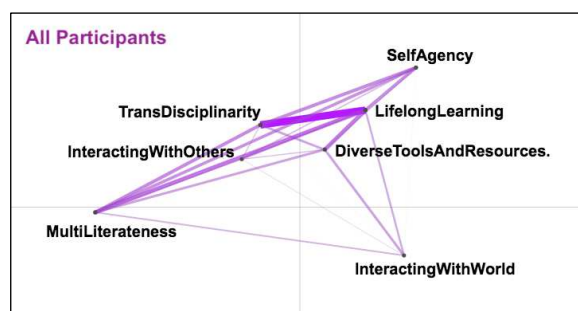 All Participants
SelfAgency
TransDisciplinarity
LifelongLearning
InteractingWithOthers
DiverseToolsAndResources.
MultiLiterateness
InteractingWithWorld